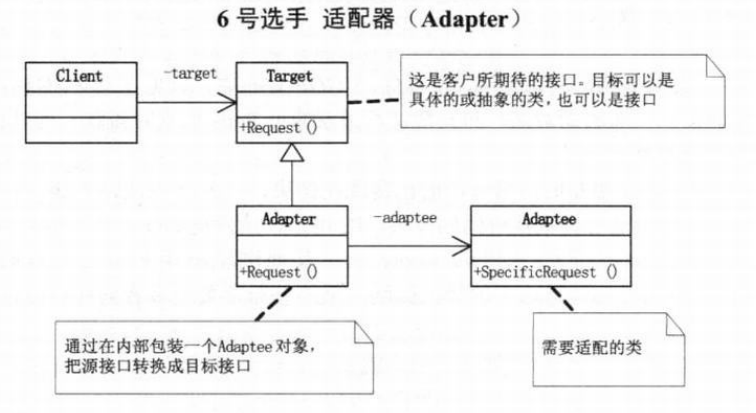 6 号选手 适配器（Adapter）
Client
-target
Target
+Request()
这是客户所期待的接口。目标可以是
具体的或抽象的类，也可以是接口
Adapter
+Request()
-adaptee
Adaptee
+SpecificRequest ()
通过在内部包装一个Adaptee对象，
把源接口转换成目标接口
需要适配的类